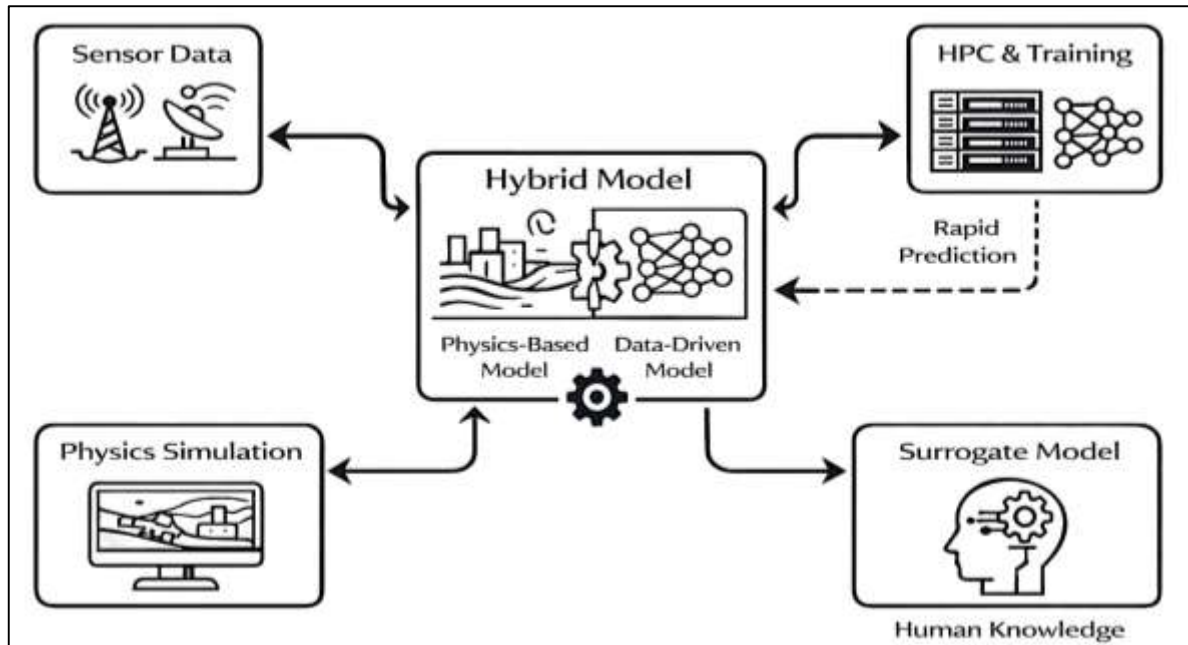 Sensor Data
HPC & Training
Hybrid Model
Rapid
Prediction
Physics-Based
Model
Data-Driven
Model
Physics Simulation
Surrogate Model
Human Knowledge